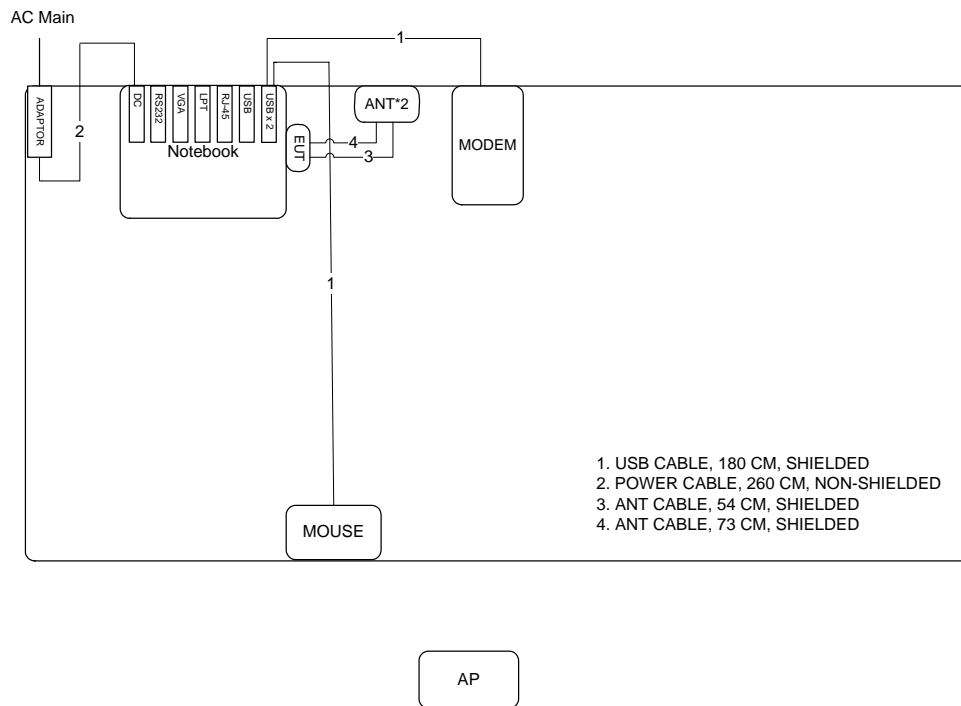 AC Main
1
ADAPTOR
2
DC
RS232
VGA
LPT
RJ-45
USB
USB x 2
Notebook
EUT
ANT*2
4
3
MODEM
1
MOUSE
1. USB CABLE, 180 CM, SHIELDED
2. POWER CABLE, 260 CM, NON-SHIELDED
3. ANT CABLE, 54 CM, SHIELDED
4. ANT CABLE, 73 CM, SHIELDED
AP